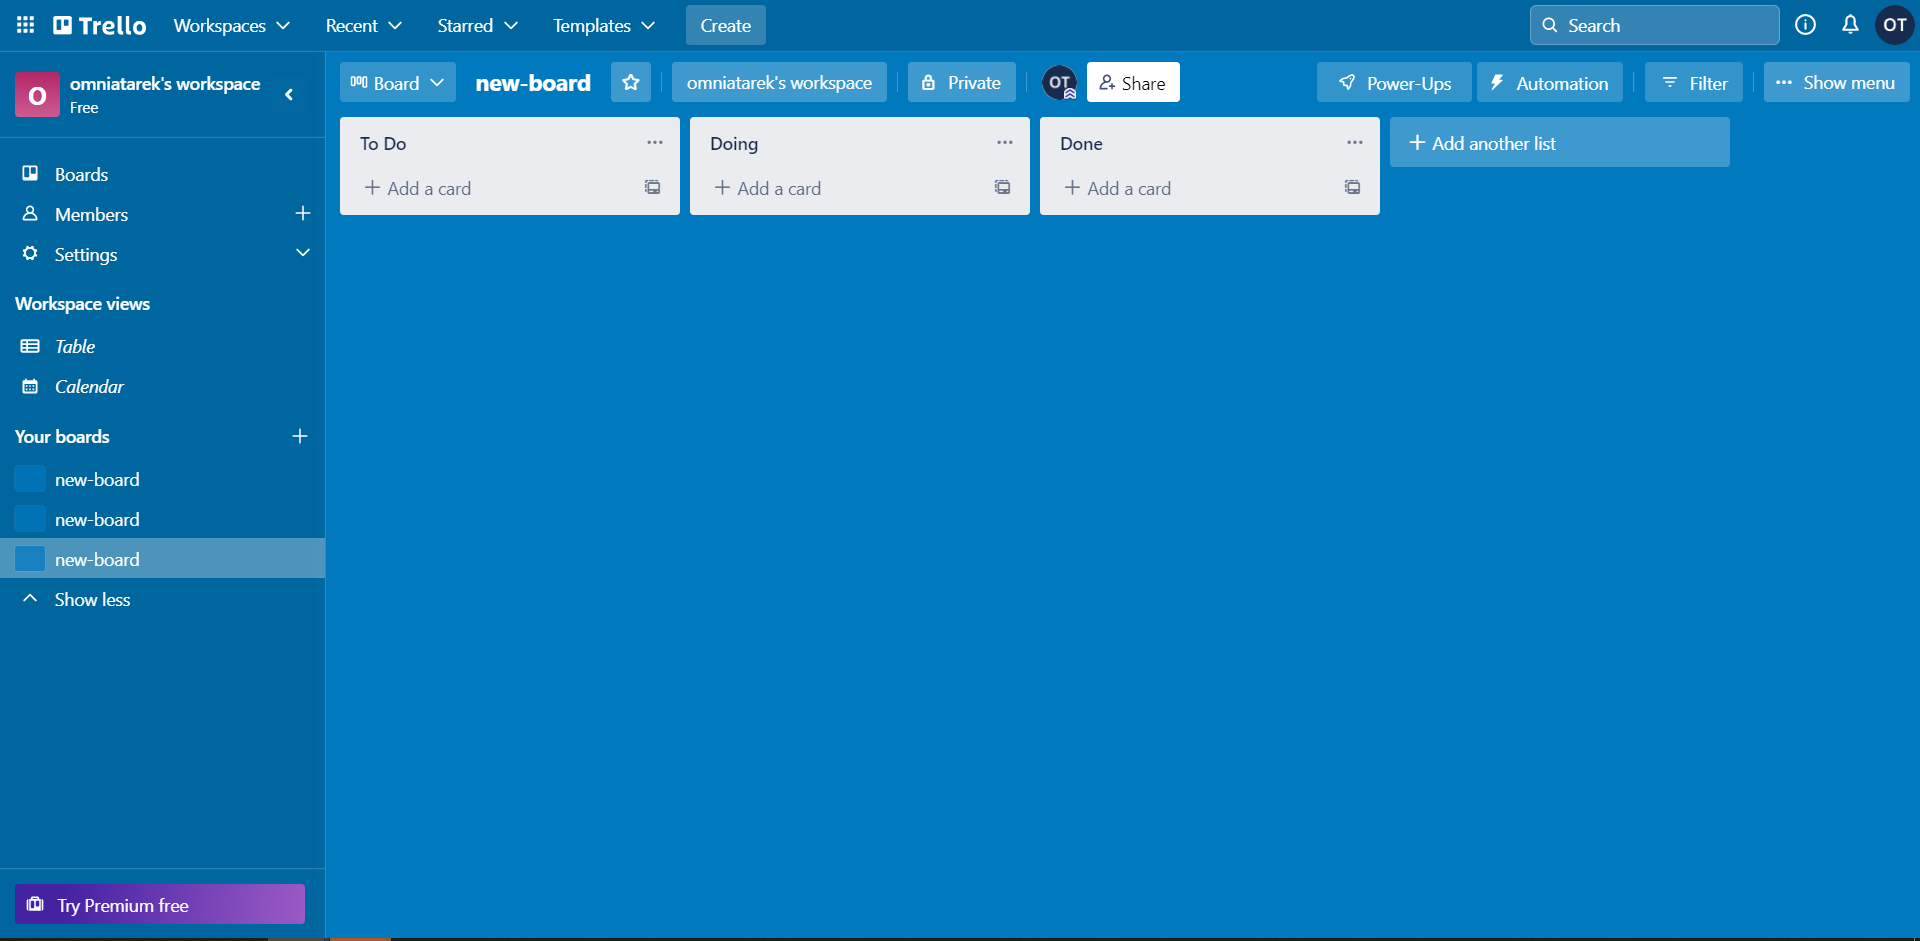 Trello Workspaces Recent Starred Templates Create Search OT
O omniatarek's workspace
Free
Boards
Members
Settings
Workspace views
Table
Calendar
Your boards
new-board
new-board
new-board
Show less
Try Premium free
Board new-board omniatarek's workspace Private OT Share Power-Ups Automation Filter Show menu
To Do
Add a card
Doing
Add a card
Done
Add a card
Add another list